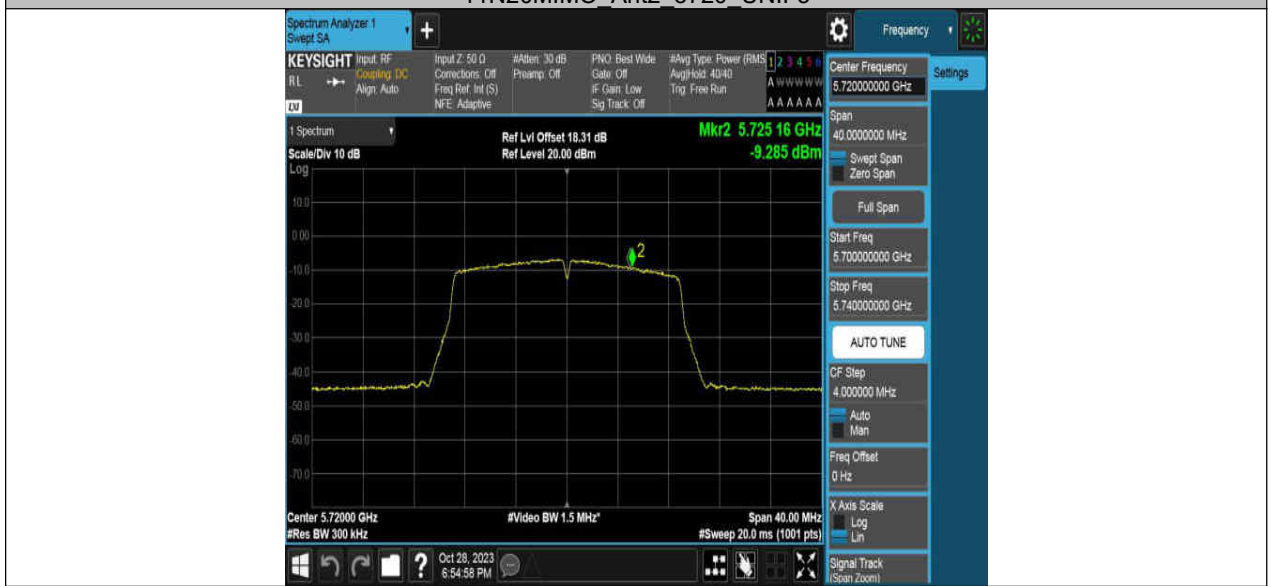 Spectrum Analyzer 1
Swept SA
+
Frequency
KEYSIGHT
RL
LXI
Input: RF
Coupling: DC
Align: Auto
Input Z: 50 Ω
Corrections: Off
Freq Ref: Int (S)
NFE: Adaptive
#Atten: 30 dB
Preamp: Off
PNO: Best Wide
Gate: Off
IF Gain: Low
Sig Track: Off
#Avg Type: Power (RMS
Avg|Hold: 40/40
Trig: Free Run
1 2 3 4 5 6
A W W W W W
A A A A A A
1 Spectrum
Scale/Div 10 dB
Log
Ref Lvl Offset 18.31 dB
Ref Level 20.00 dBm
Mkr2 5.725 16 GHz
-9.285 dBm
10.0
0.00
-10.0
-20.0
-30.0
-40.0
-50.0
-60.0
-70.0
2
Center 5.72000 GHz
#Res BW 300 kHz
#Video BW 1.5 MHz*
Span 40.00 MHz
#Sweep 20.0 ms (1001 pts)
Center Frequency
5.720000000 GHz
Settings
Span
40.0000000 MHz
Swept Span
Zero Span
Full Span
Start Freq
5.700000000 GHz
Stop Freq
5.740000000 GHz
AUTO TUNE
CF Step
4.000000 MHz
Auto
Man
Freq Offset
0 Hz
X Axis Scale
Log
Lin
Signal Track
(Span Zoom)
?
Oct 28, 2023
6:54:58 PM